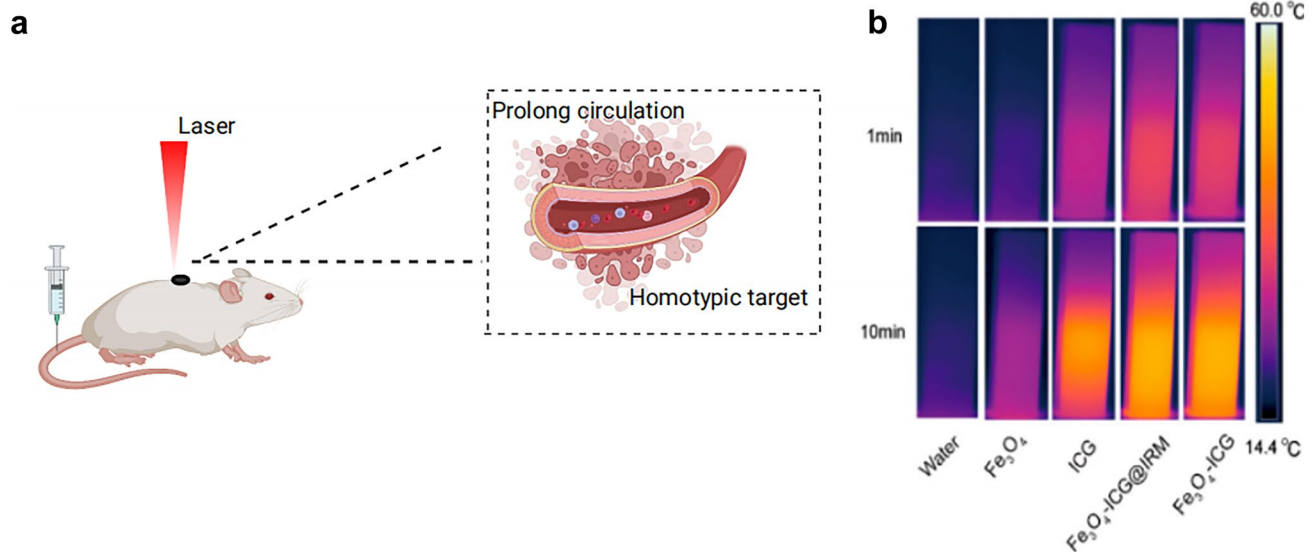 a
Laser
Prolong circulation
Homotypic target
b
60.0 °C
1min
10min
14.4 °C
Water
Fe₃O₄
ICG
Fe₃O₄-ICG@IRM
Fe₃O₄-ICG